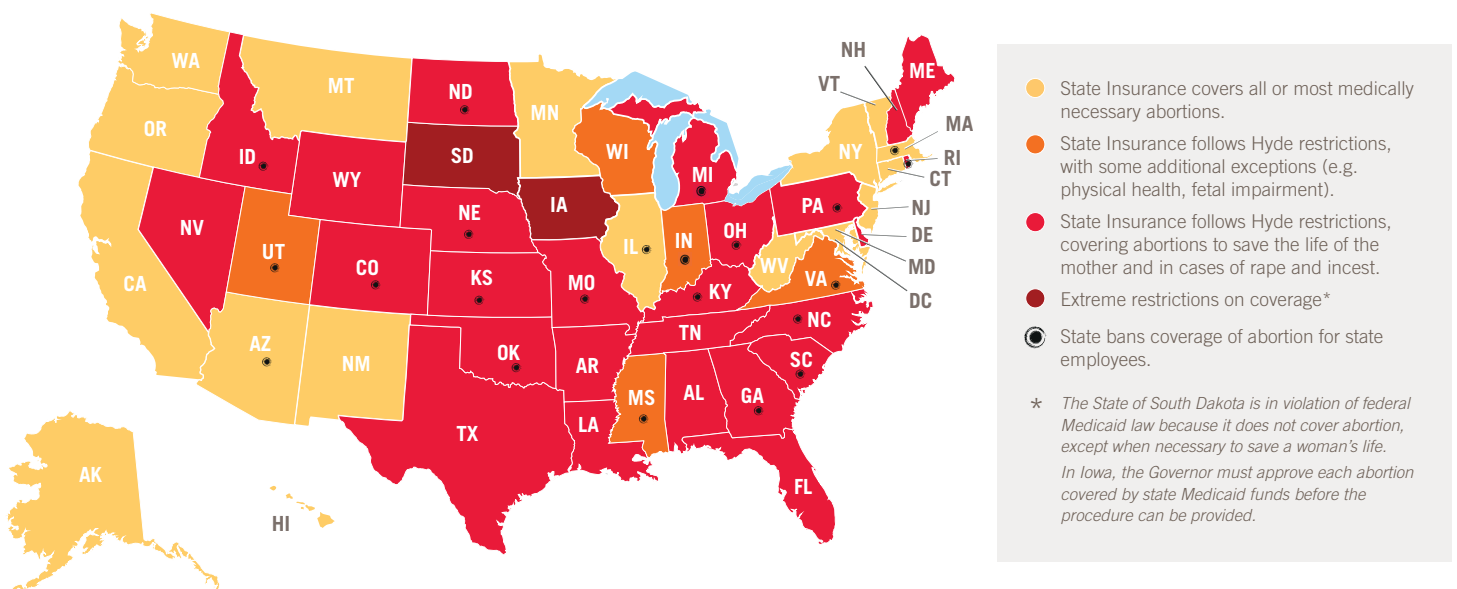 WA
MT
ND
MN
OR
ID
SD
WI
WY
MI
NV
NE
IA
UT
CO
KS
IL
IN
OH
PA
NY
CA
MO
KY
WV
VA
AZ
NM
OK
AR
TN
NC
SC
TX
LA
MS
AL
GA
FL
AK
HI
NH
VT
ME
MA
RI
CT
NJ
DE
MD
DC
State Insurance covers all or most medically
necessary abortions.
State Insurance follows Hyde restrictions,
with some additional exceptions (e.g.
physical health, fetal impairment).
State Insurance follows Hyde restrictions,
covering abortions to save the life of the
mother and in cases of rape and incest.
Extreme restrictions on coverage*
State bans coverage of abortion for state
employees.
* The State of South Dakota is in violation of federal
Medicaid law because it does not cover abortion,
except when necessary to save a woman's life.
In Iowa, the Governor must approve each abortion
covered by state Medicaid funds before the
procedure can be provided.